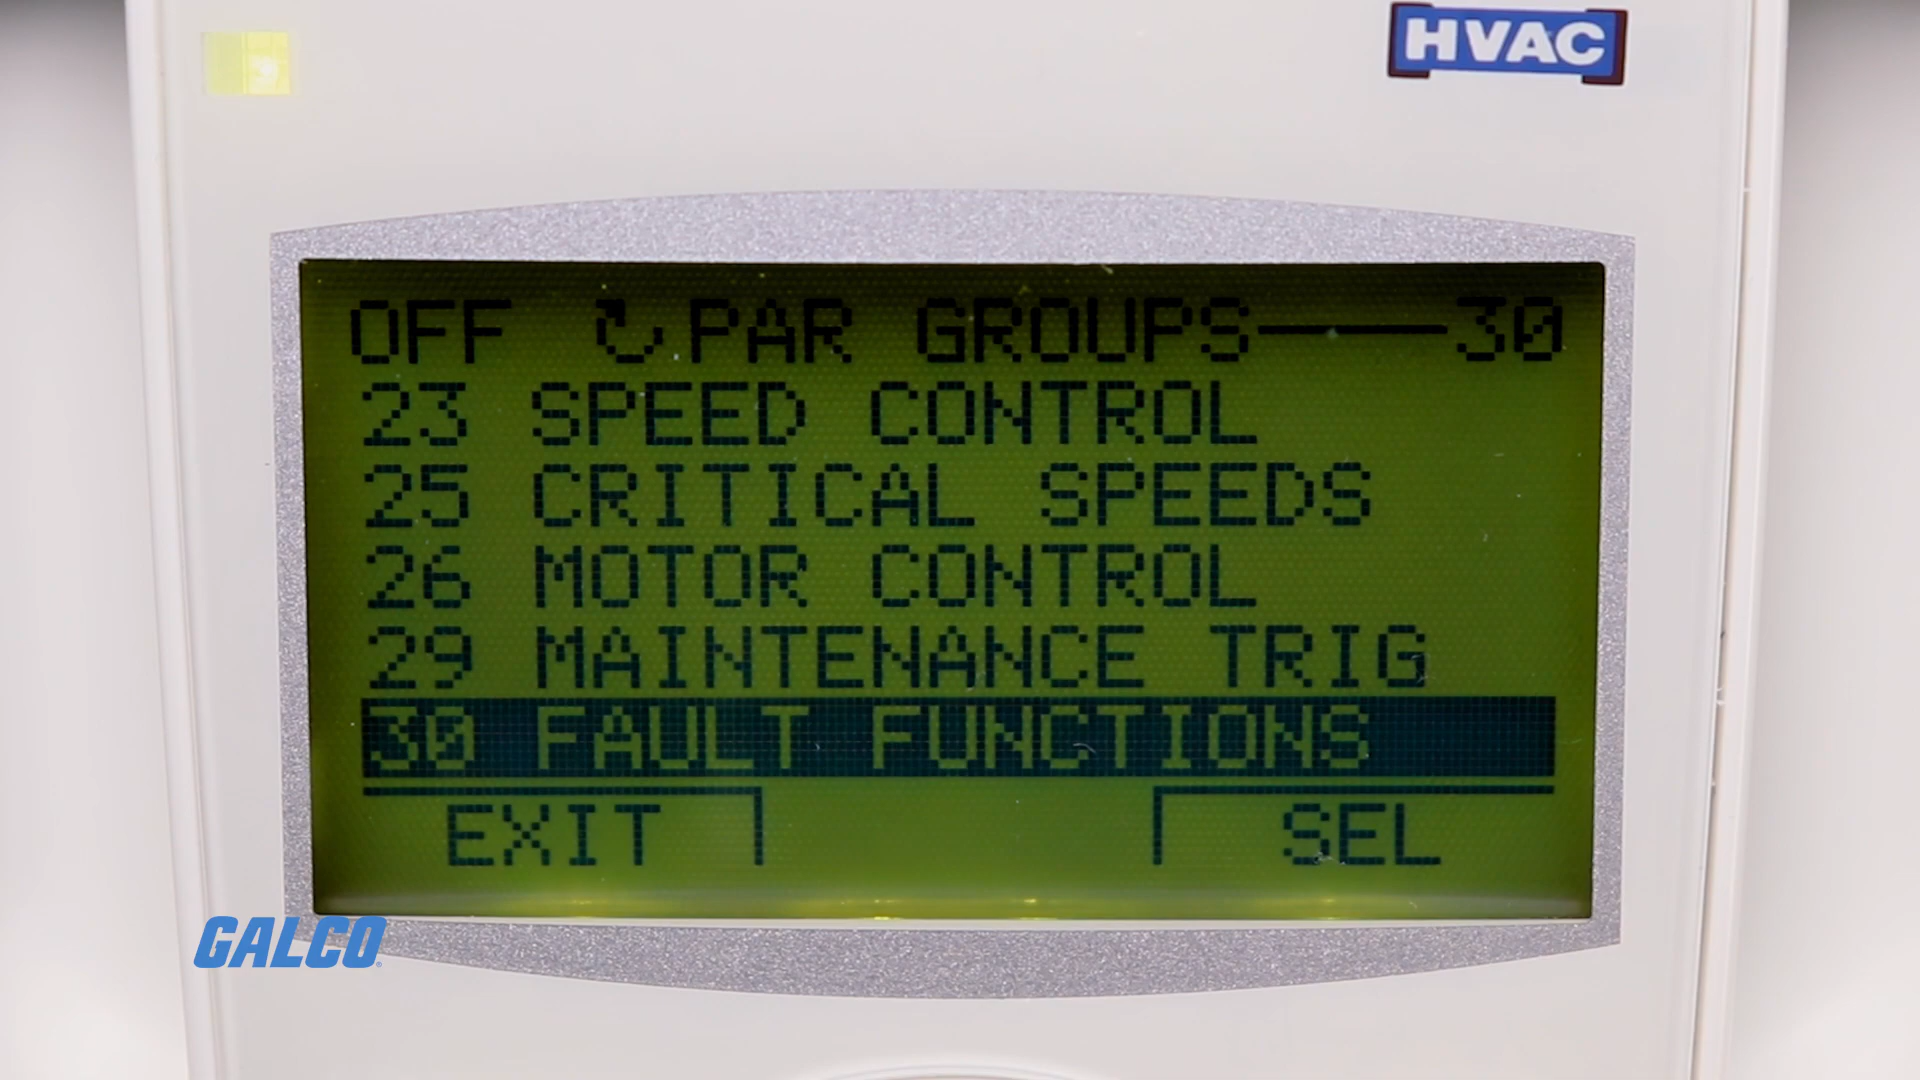 HVAC
OFF ↻ PAR GROUPS——30
23 SPEED CONTROL
25 CRITICAL SPEEDS
26 MOTOR CONTROL
29 MAINTENANCE TRIG
30 FAULT FUNCTIONS
EXIT SEL
GALCO